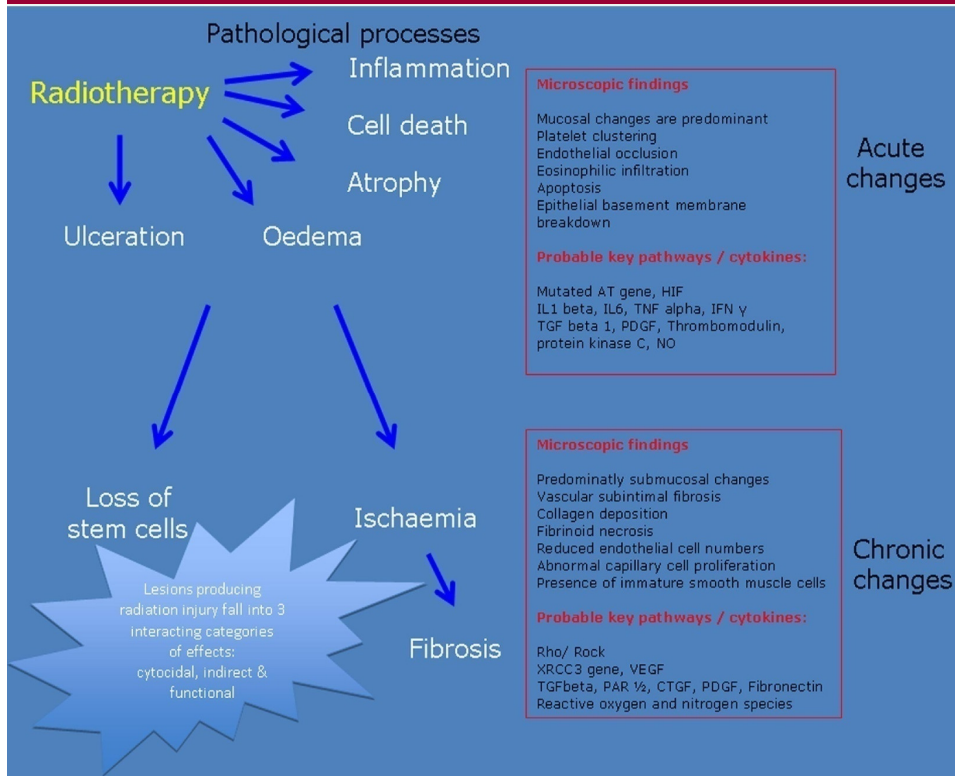 Pathological processes
Radiotherapy
Inflammation
Cell death
Atrophy
Ulceration
Oedema
Microscopic findings
Mucosal changes are predominant
Platelet clustering
Endothelial occlusion
Eosinophilic infiltration
Apoptosis
Epithelial basement membrane
breakdown
Probable key pathways / cytokines:
Mutated AT gene, HIF
IL1 beta, IL6, TNF alpha, IFN γ
TGF beta 1, PDGF, Thrombomodulin,
protein kinase C, NO
Acute
changes
Loss of
stem cells
Ischaemia
Fibrosis
Lesions producing
radiation injury fall into 3
interacting categories
of effects:
cytocidal, indirect &
functional
Microscopic findings
Predominatly submucosal changes
Vascular subintimal fibrosis
Collagen deposition
Fibrinoid necrosis
Reduced endothelial cell numbers
Abnormal capillary cell proliferation
Presence of immature smooth muscle cells
Probable key pathways / cytokines:
Rho/ Rock
XRCC3 gene, VEGF
TGFbeta, PAR ½, CTGF, PDGF, Fibronectin
Reactive oxygen and nitrogen species
Chronic
changes